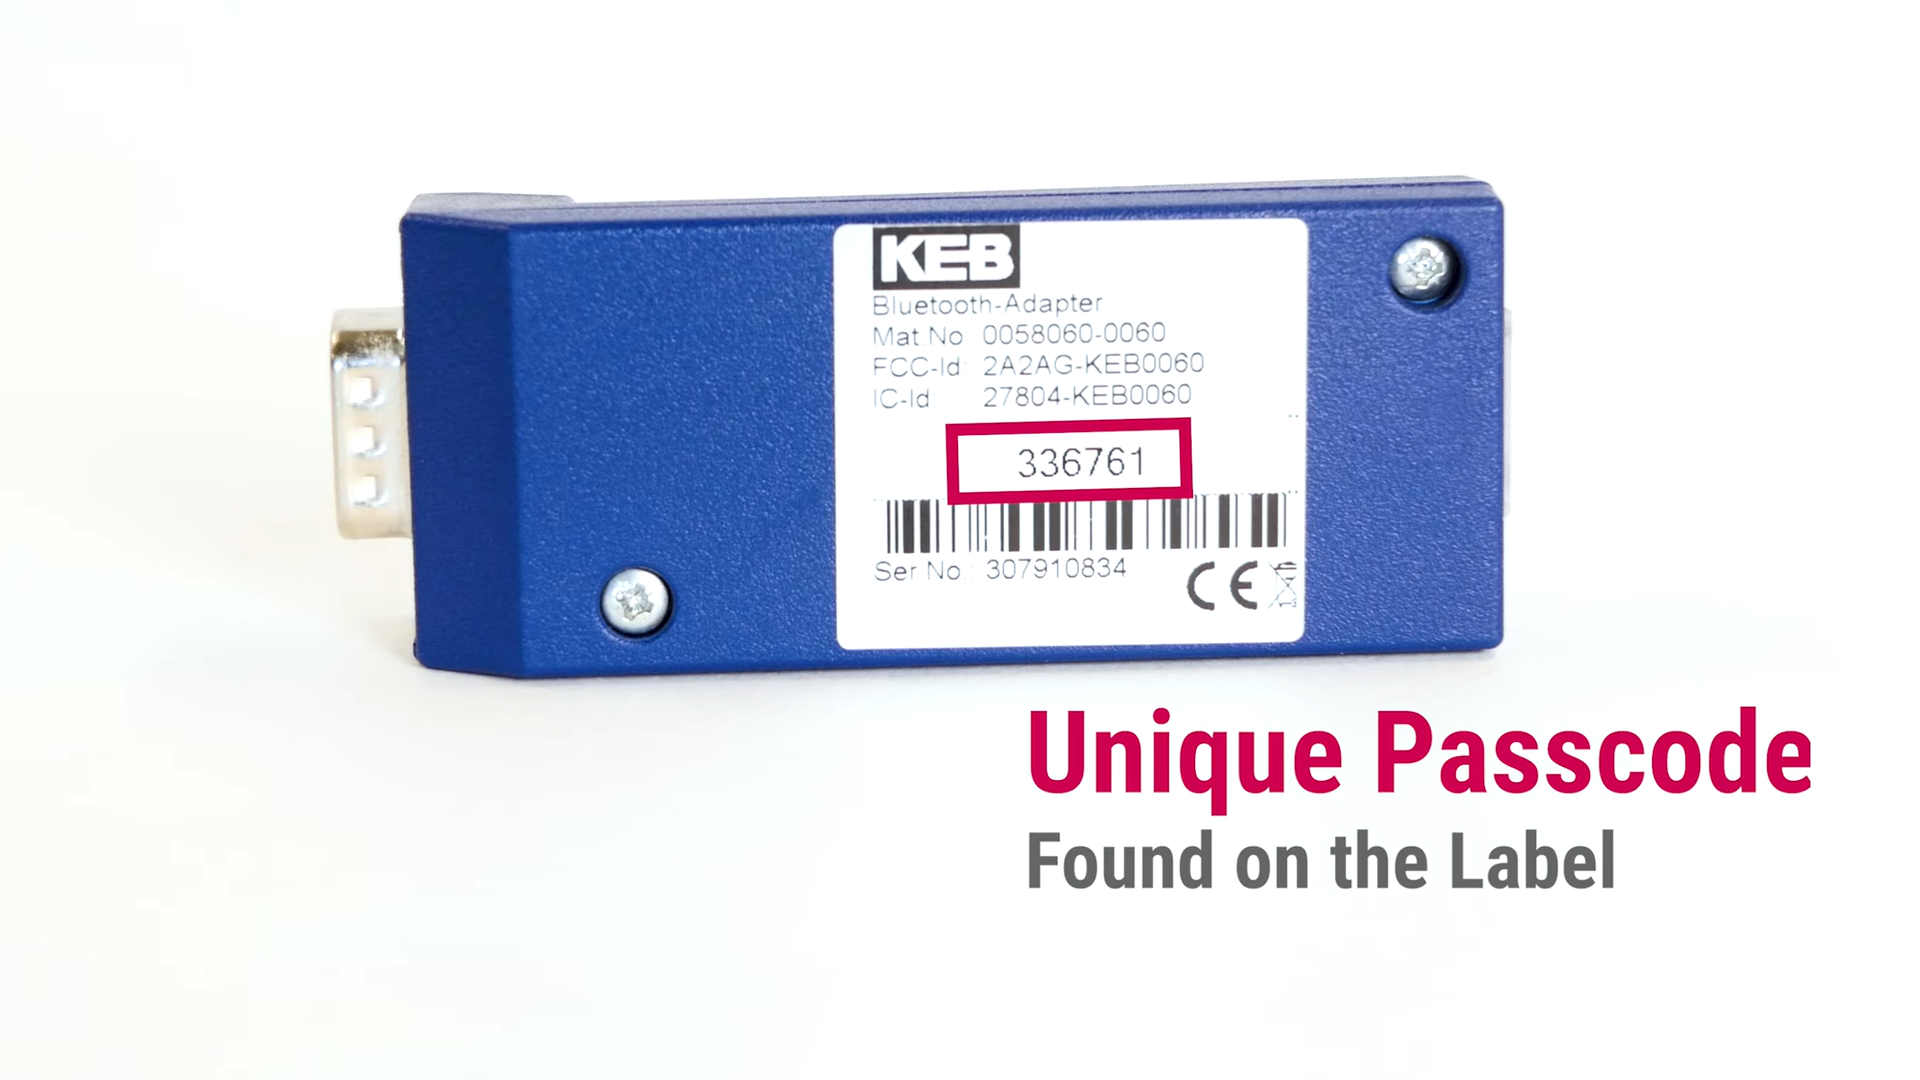 KEB
Bluetooth-Adapter
Mat.No 0058060-0060
FCC-Id: 2A2AG-KEB0060
IC-Id: 27804-KEB0060
336761
Ser No.: 307910834
CE
Unique Passcode
Found on the Label